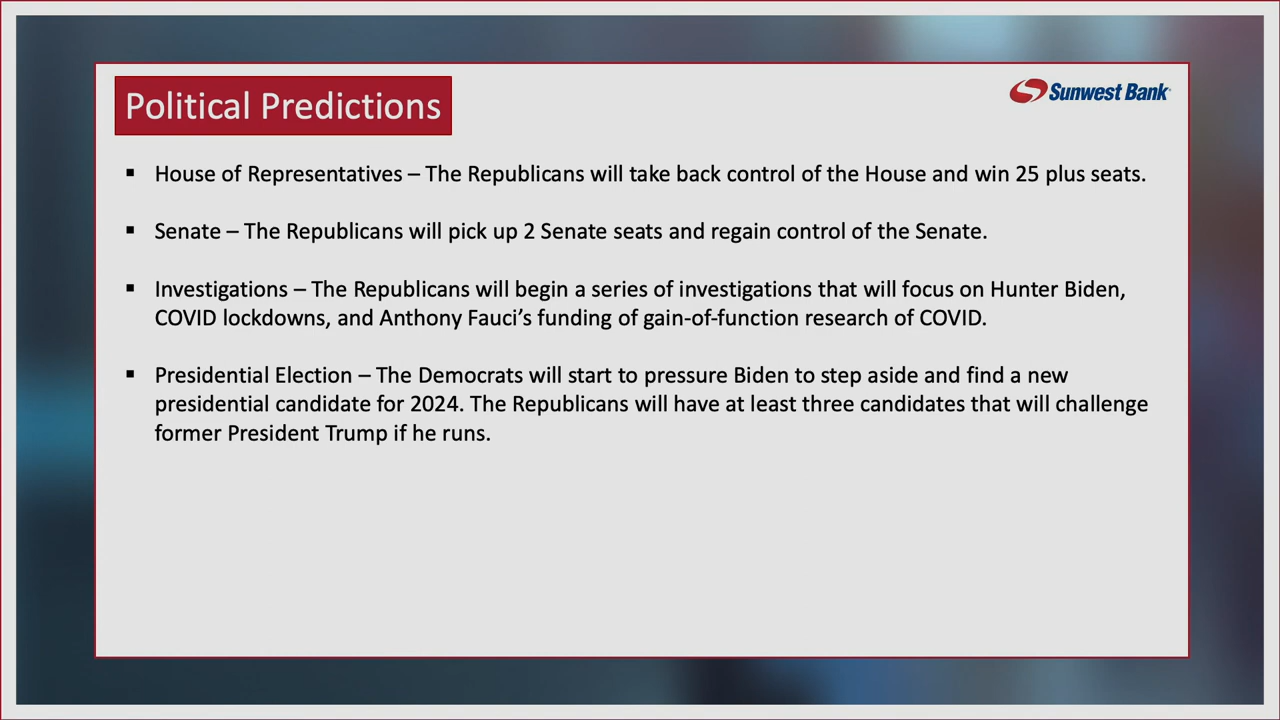 Political Predictions
Sunwest Bank
▪ House of Representatives – The Republicans will take back control of the House and win 25 plus seats.
▪ Senate – The Republicans will pick up 2 Senate seats and regain control of the Senate.
▪ Investigations – The Republicans will begin a series of investigations that will focus on Hunter Biden,
COVID lockdowns, and Anthony Fauci’s funding of gain-of-function research of COVID.
▪ Presidential Election – The Democrats will start to pressure Biden to step aside and find a new
presidential candidate for 2024. The Republicans will have at least three candidates that will challenge
former President Trump if he runs.